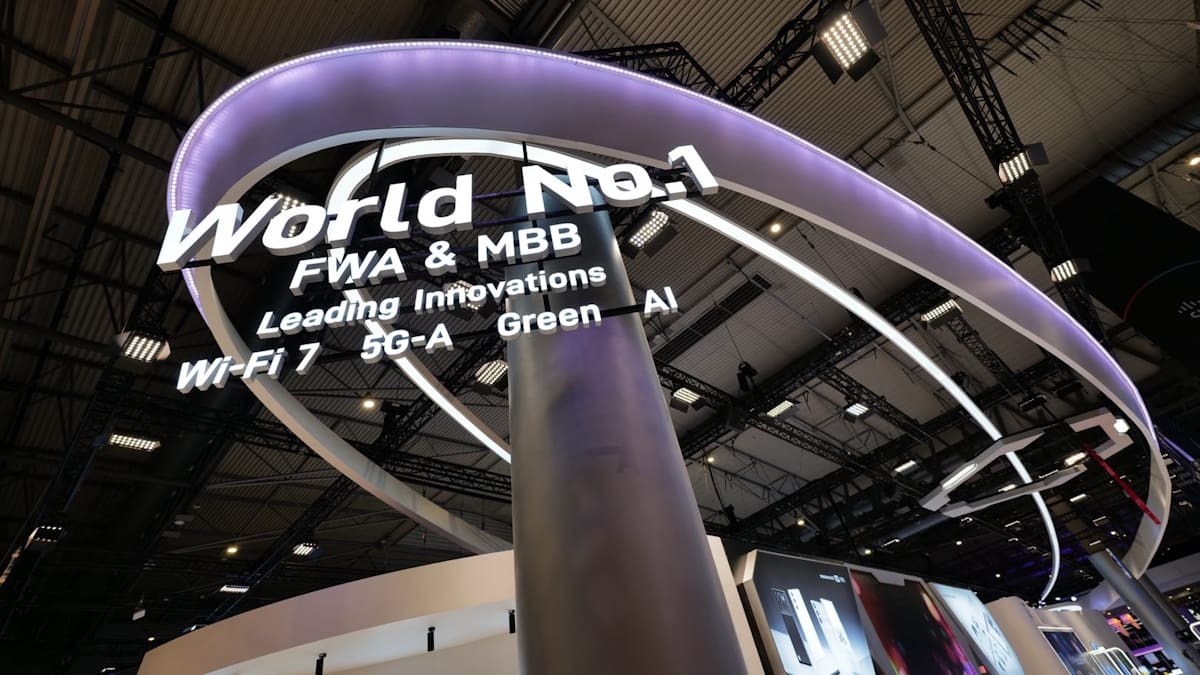 World No.1
FWA & MBB
Leading Innovations
Wi-Fi 7 5G-A Green AI